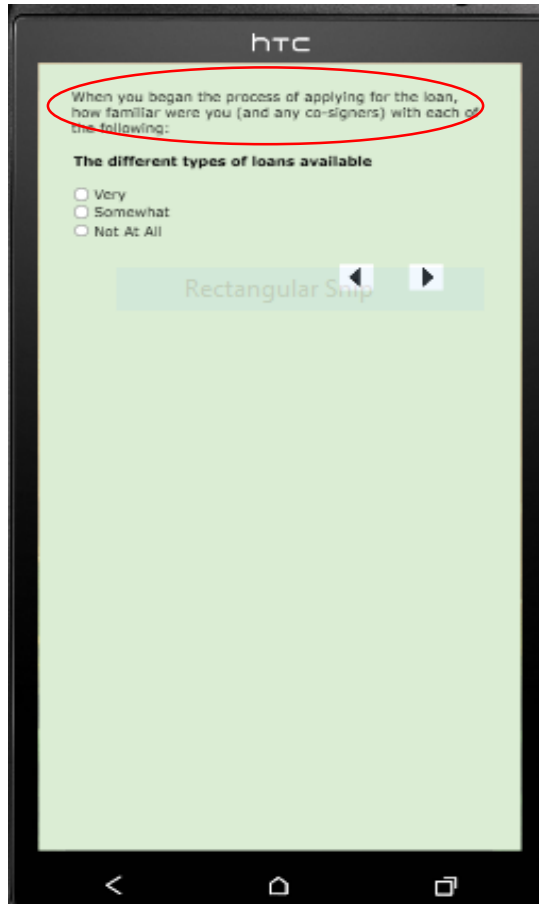 hTC
When you began the process of applying for the loan,
how familiar were you (and any co-signers) with each of
the following:
The different types of loans available
Very
Somewhat
Not At All
Rectangular Snip